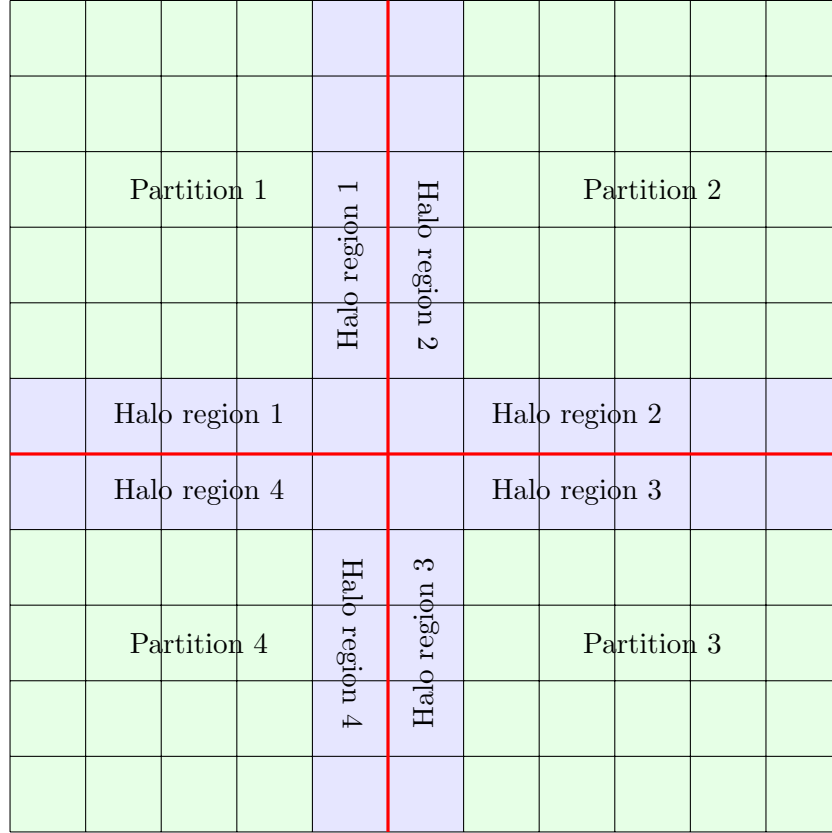 Partition 1
Halo region 1
Halo region 2
Partition 2
Halo region 1
Halo region 2
Halo region 4
Halo region 3
Partition 4
Halo region 4
Halo region 3
Partition 3